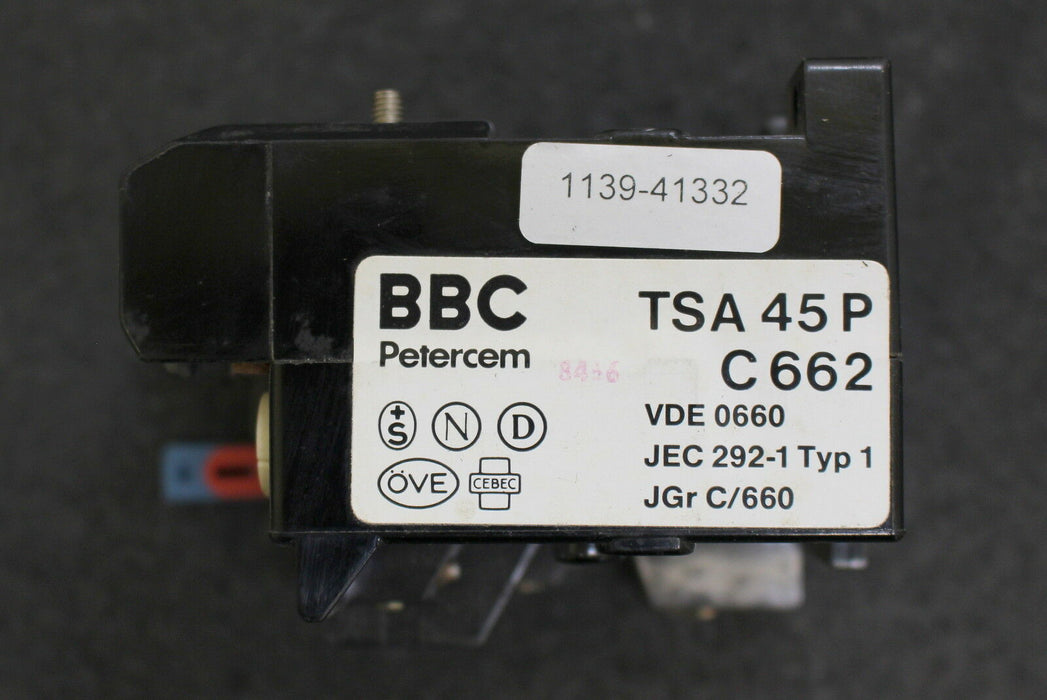 1139-41332
BBC
Petercem
TSA 45 P
C 662
VDE 0660
JEC 292-1 Typ 1
JGr C/660
+S N D
ÖVE CEBEC